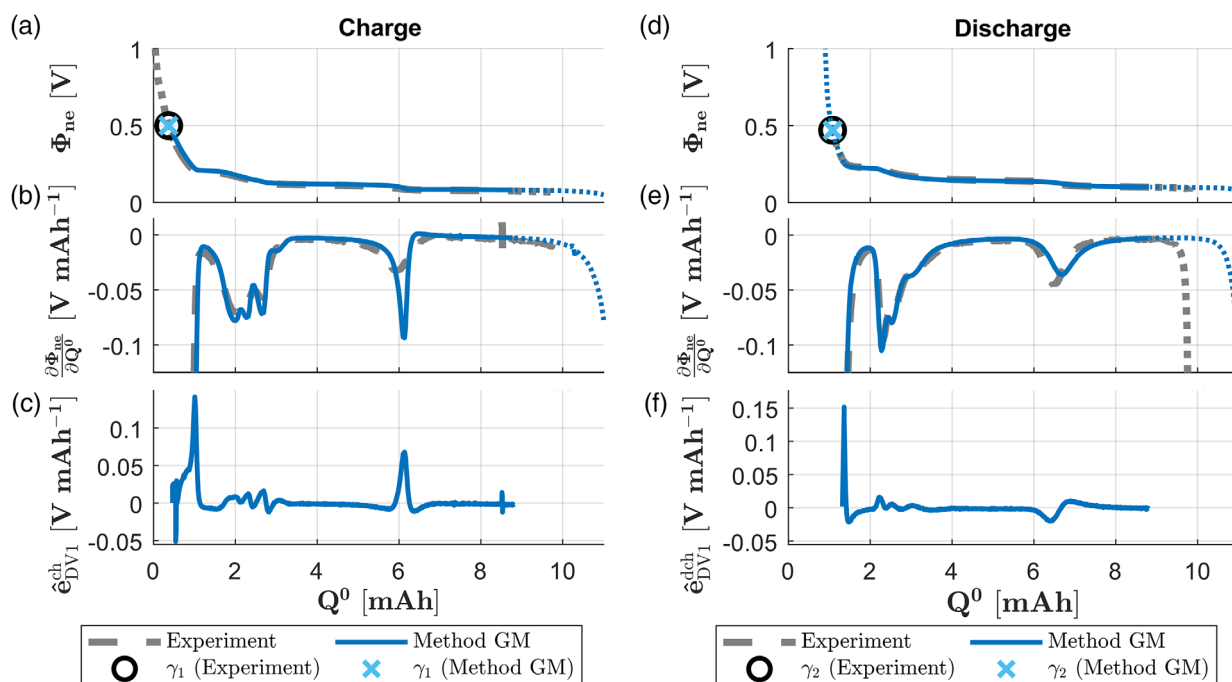 (a)
Charge
1
0.5
0
Φne [V]
(b)
0
-0.05
-0.1
∂Φne/∂Q⁰ [V mAh⁻¹]
(c)
0.1
0.05
0
-0.05
ê^ch_DV1 [V mAh⁻¹]
0 2 4 6 8 10
Q⁰ [mAh]
Experiment
Method GM
γ₁ (Experiment)
γ₁ (Method GM)
(d)
Discharge
1
0.5
0
Φne [V]
(e)
0
-0.05
-0.1
∂Φne/∂Q⁰ [V mAh⁻¹]
(f)
0.15
0.1
0.05
0
-0.05
ê^dch_DV1 [V mAh⁻¹]
0 2 4 6 8 10
Q⁰ [mAh]
Experiment
Method GM
γ₂ (Experiment)
γ₂ (Method GM)